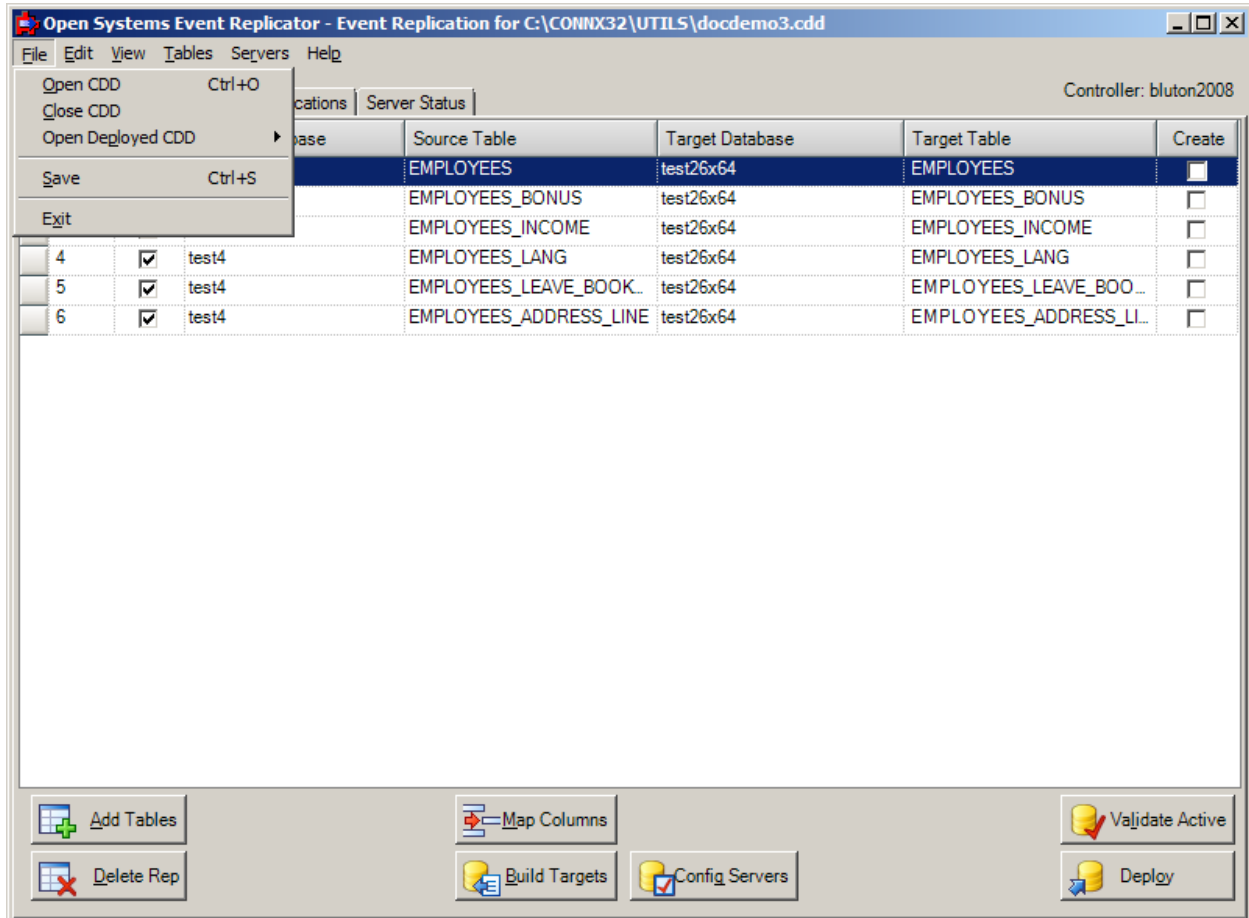 Open Systems Event Replicator - Event Replication for C:\CONNX32\UTILS\docdemo3.cdd
File Edit View Tables Servers Help
Controller: bluton2008
Open CDD Ctrl+O
Close CDD
Open Deployed CDD
Save Ctrl+S
Exit
cations Server Status
base Source Table Target Database Target Table Create
EMPLOYEES test26x64 EMPLOYEES
EMPLOYEES_BONUS test26x64 EMPLOYEES_BONUS
EMPLOYEES_INCOME test26x64 EMPLOYEES_INCOME
4 test4 EMPLOYEES_LANG test26x64 EMPLOYEES_LANG
5 test4 EMPLOYEES_LEAVE_BOOK... test26x64 EMPLOYEES_LEAVE_BOO...
6 test4 EMPLOYEES_ADDRESS_LINE test26x64 EMPLOYEES_ADDRESS_LI...
Add Tables Map Columns Validate Active
Delete Rep Build Targets Config Servers Deploy